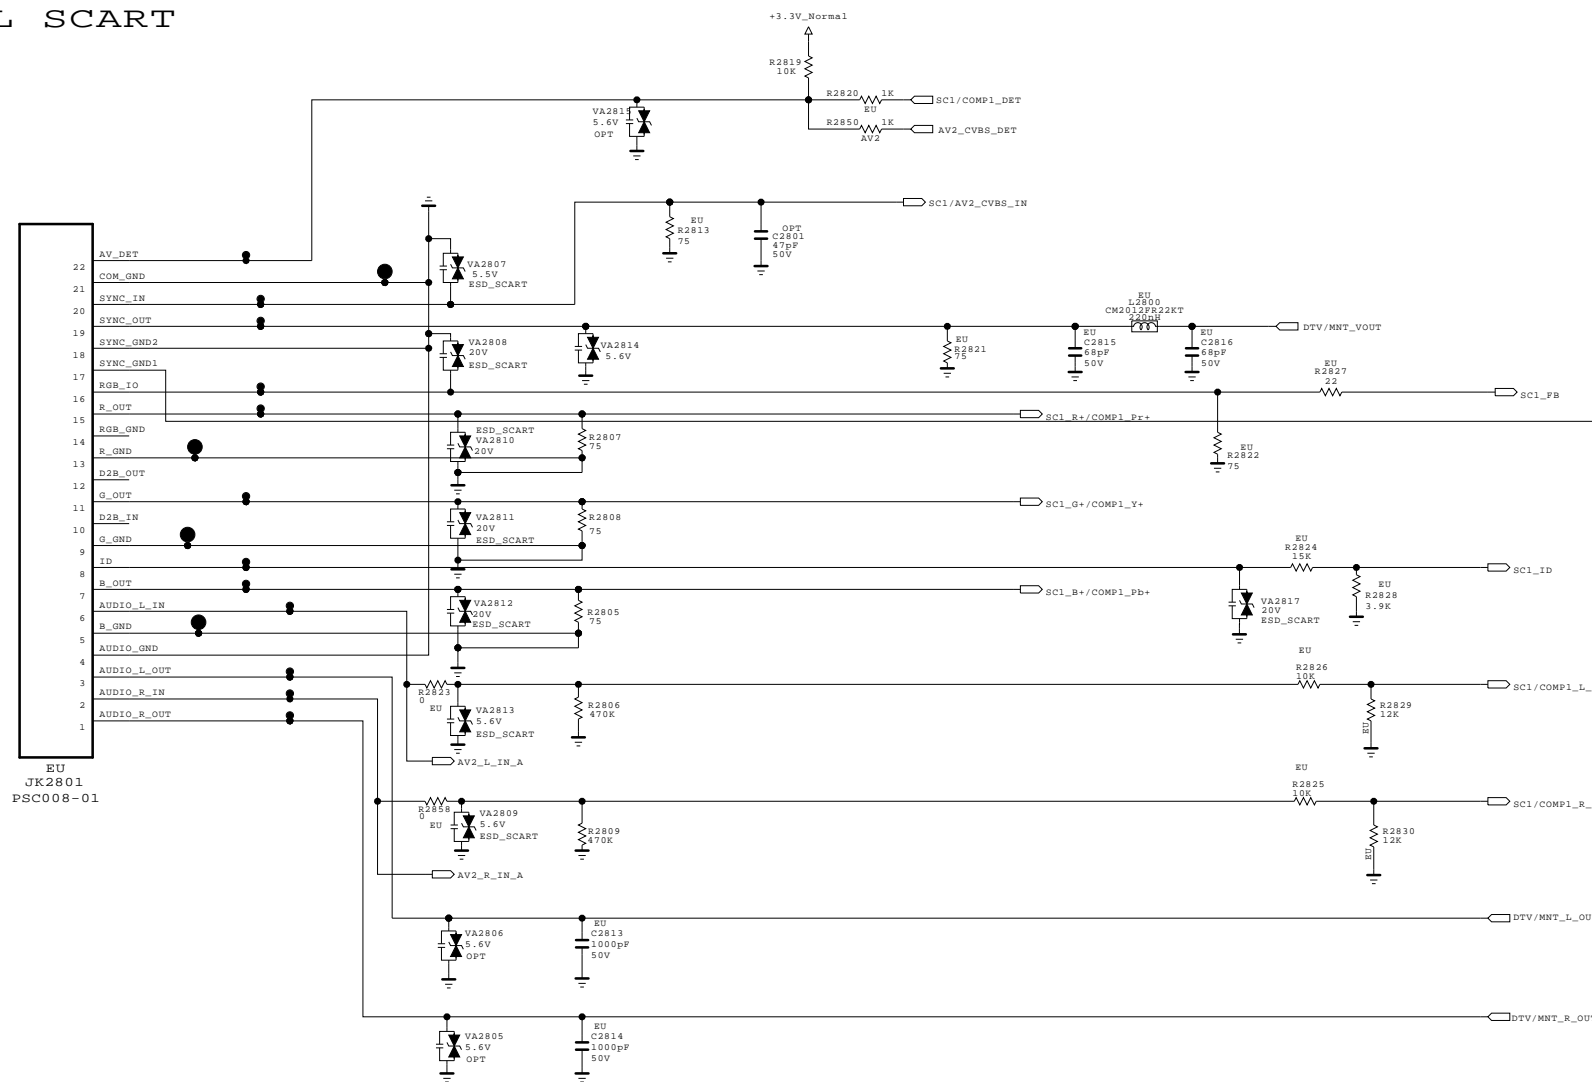 L SCART
+3.3V_Normal
R2819
10K
R2820 1K
EU
SC1/COMP1_DET
R2850 1K
AV2
AV2_CVBS_DET
VA2815
5.6V
OPT
SC1/AV2_CVBS_IN
EU
R2813
75
OPT
C2801
47pF
50V
AV_DET
22
COM_GND
21
SYNC_IN
20
SYNC_OUT
19
SYNC_GND2
18
SYNC_GND1
17
RGB_IO
16
R_OUT
15
RGB_GND
14
R_GND
13
D2B_OUT
12
G_OUT
11
D2B_IN
10
G_GND
9
ID
8
B_OUT
7
AUDIO_L_IN
6
B_GND
5
AUDIO_GND
4
AUDIO_L_OUT
3
AUDIO_R_IN
2
AUDIO_R_OUT
1
EU
JK2801
PSC008-01
VA2807
5.5V
ESD_SCART
EU
L2800
CM2012FR22KT
220nH
DTV/MNT_VOUT
VA2808
20V
ESD_SCART
VA2814
5.6V
EU
R2821
75
EU
C2815
68pF
50V
EU
C2816
68pF
50V
EU
R2827
22
SC1_FB
SC1_R+/COMP1_Pr+
ESD_SCART
VA2810
20V
R2807
75
EU
R2822
75
SC1_G+/COMP1_Y+
VA2811
20V
ESD_SCART
R2808
75
EU
R2824
15K
SC1_ID
SC1_B+/COMP1_Pb+
VA2812
20V
ESD_SCART
R2805
75
VA2817
20V
ESD_SCART
EU
R2828
3.9K
EU
R2826
10K
SC1/COMP1_L_
R2823
0
EU
VA2813
5.6V
ESD_SCART
R2806
470K
R2829
12K
EU
AV2_L_IN_A
EU
R2825
10K
SC1/COMP1_R_
R2858
0
EU
VA2809
5.6V
ESD_SCART
R2809
470K
R2830
12K
EU
AV2_R_IN_A
DTV/MNT_L_OU
VA2806
5.6V
OPT
EU
C2813
1000pF
50V
DTV/MNT_R_OUT
VA2805
5.6V
OPT
EU
C2814
1000pF
50V